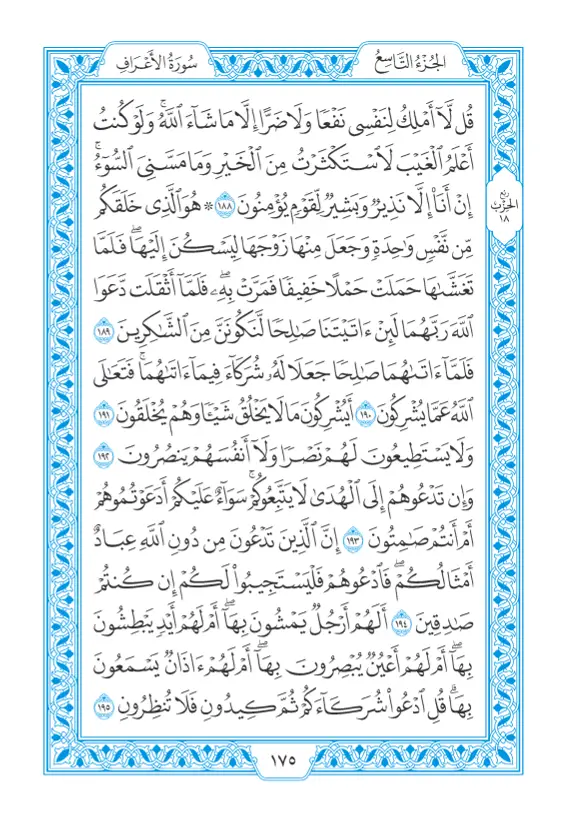 الجُزْءُ التَّاسِعُ
سُورَةُ الأَعْرَافِ
قُل لَّآ أَمْلِكُ لِنَفْسِى نَفْعًا وَلَا ضَرًّا إِلَّا مَا شَآءَ ٱللَّهُۚ وَلَوْ كُنتُ
أَعْلَمُ ٱلْغَيْبَ لَٱسْتَكْثَرْتُ مِنَ ٱلْخَيْرِ وَمَا مَسَّنِىَ ٱلسُّوٓءُۚ
إِنْ أَنَا۠ إِلَّا نَذِيرٌ وَبَشِيرٌ لِّقَوْمٍ يُؤْمِنُونَ ١٨٨ * هُوَ ٱلَّذِى خَلَقَكُم
مِّن نَّفْسٍ وَٰحِدَةٍ وَجَعَلَ مِنْهَا زَوْجَهَا لِيَسْكُنَ إِلَيْهَاۖ فَلَمَّا
تَغَشَّىٰهَا حَمَلَتْ حَمْلًا خَفِيفًا فَمَرَّتْ بِهِۦۖ فَلَمَّآ أَثْقَلَت دَّعَوَا
ٱللَّهَ رَبَّهُمَا لَئِنْ ءَاتَيْتَنَا صَٰلِحًا لَّنَكُونَنَّ مِنَ ٱلشَّٰكِرِينَ ١٨٩
فَلَمَّآ ءَاتَىٰهُمَا صَٰلِحًا جَعَلَا لَهُۥ شُرَكَآءَ فِيمَآ ءَاتَىٰهُمَاۚ فَتَعَٰلَى
ٱللَّهُ عَمَّا يُشْرِكُونَ ١٩٠ أَيُشْرِكُونَ مَا لَا يَخْلُقُ شَيْـًٔا وَهُمْ يُخْلَقُونَ ١٩١
وَلَا يَسْتَطِيعُونَ لَهُمْ نَصْرًا وَلَآ أَنفُسَهُمْ يَنصُرُونَ ١٩٢
وَإِن تَدْعُوهُمْ إِلَى ٱلْهُدَىٰ لَا يَتَّبِعُوكُمْۚ سَوَآءٌ عَلَيْكُمْ أَدَعَوْتُمُوهُمْ
أَمْ أَنتُمْ صَٰمِتُونَ ١٩٣ إِنَّ ٱلَّذِينَ تَدْعُونَ مِن دُونِ ٱللَّهِ عِبَادٌ
أَمْثَالُكُمْۖ فَٱدْعُوهُمْ فَلْيَسْتَجِيبُوا۟ لَكُمْ إِن كُنتُمْ
صَٰدِقِينَ ١٩٤ أَلَهُمْ أَرْجُلٌ يَمْشُونَ بِهَآۖ أَمْ لَهُمْ أَيْدٍ يَبْطِشُونَ
بِهَآۖ أَمْ لَهُمْ أَعْيُنٌ يُبْصِرُونَ بِهَآۖ أَمْ لَهُمْ ءَاذَانٌ يَسْمَعُونَ
بِهَاۗ قُلِ ٱدْعُوا۟ شُرَكَآءَكُمْ ثُمَّ كِيدُونِ فَلَا تُنظِرُونِ ١٩٥
ربع
الحزب
١٨
١٧٥